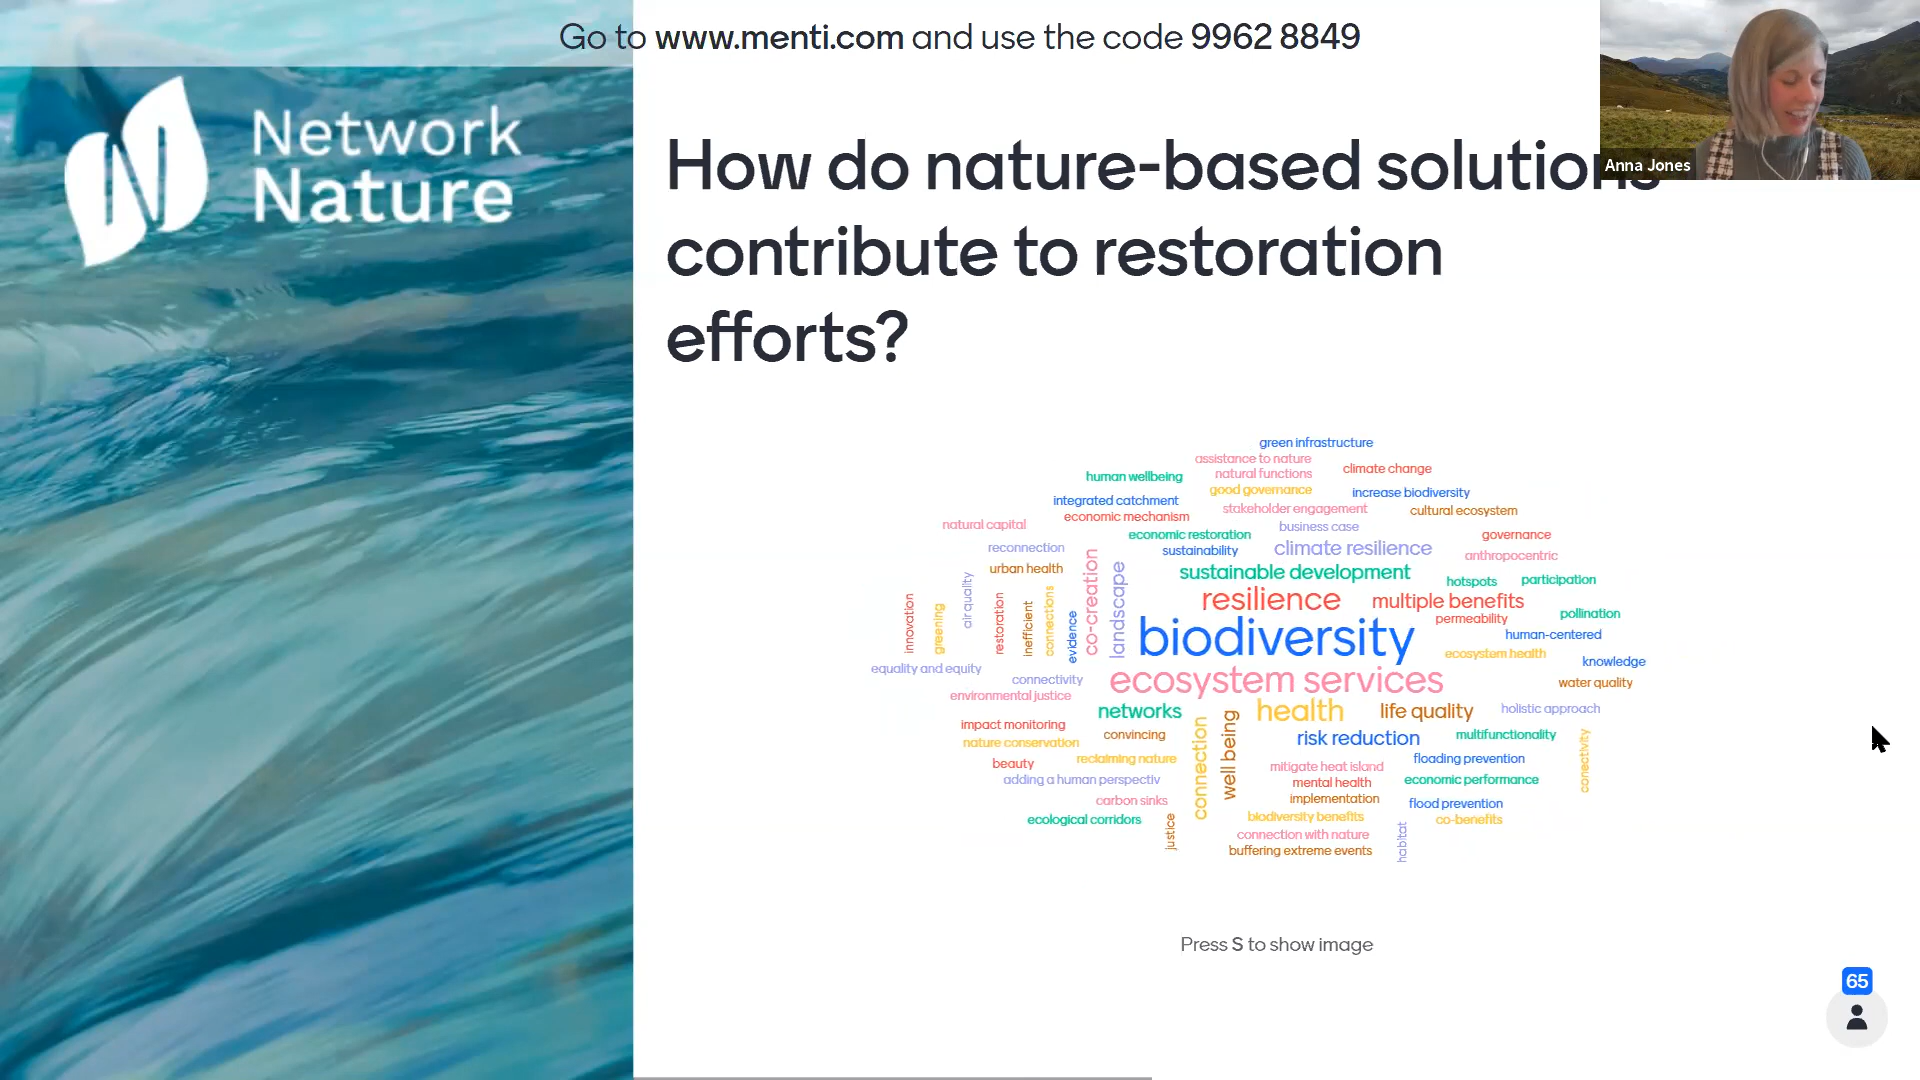 Go to www.menti.com and use the code 9962 8849
Network
Nature
How do nature-based solutions
contribute to restoration
efforts?
Anna Jones
green infrastructure
assistance to nature
climate change
human wellbeing
natural functions
good governance
increase biodiversity
integrated catchment
stakeholder engagement
cultural ecosystem
economic mechanism
natural capital
business case
economic restoration
governance
reconnection
sustainability
climate resilience
anthropocentric
urban health
sustainable development
hotspots
participation
innovation
greening
air quality
restoration
inefficient
connections
evidence
co-creation
landscape
resilience
multiple benefits
permeability
pollination
biodiversity
human-centered
ecosystem health
knowledge
equality and equity
connectivity
ecosystem services
water quality
environmental justice
networks
health
life quality
holistic approach
impact monitoring
convincing
connection
well being
risk reduction
multifunctionality
conectivity
nature conservation
reclaiming nature
floading prevention
beauty
mitigate heat island
adding a human perspectiv
mental health
economic performance
carbon sinks
implementation
flood prevention
ecological corridors
justice
biodiversity benefits
co-benefits
connection with nature
habitat
buffering extreme events
Press S to show image
65